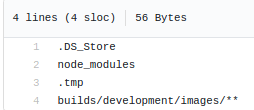 4 lines (4 sloc) 56 Bytes
1 .DS_Store
2 node_modules
3 .tmp
4 builds/development/images/**